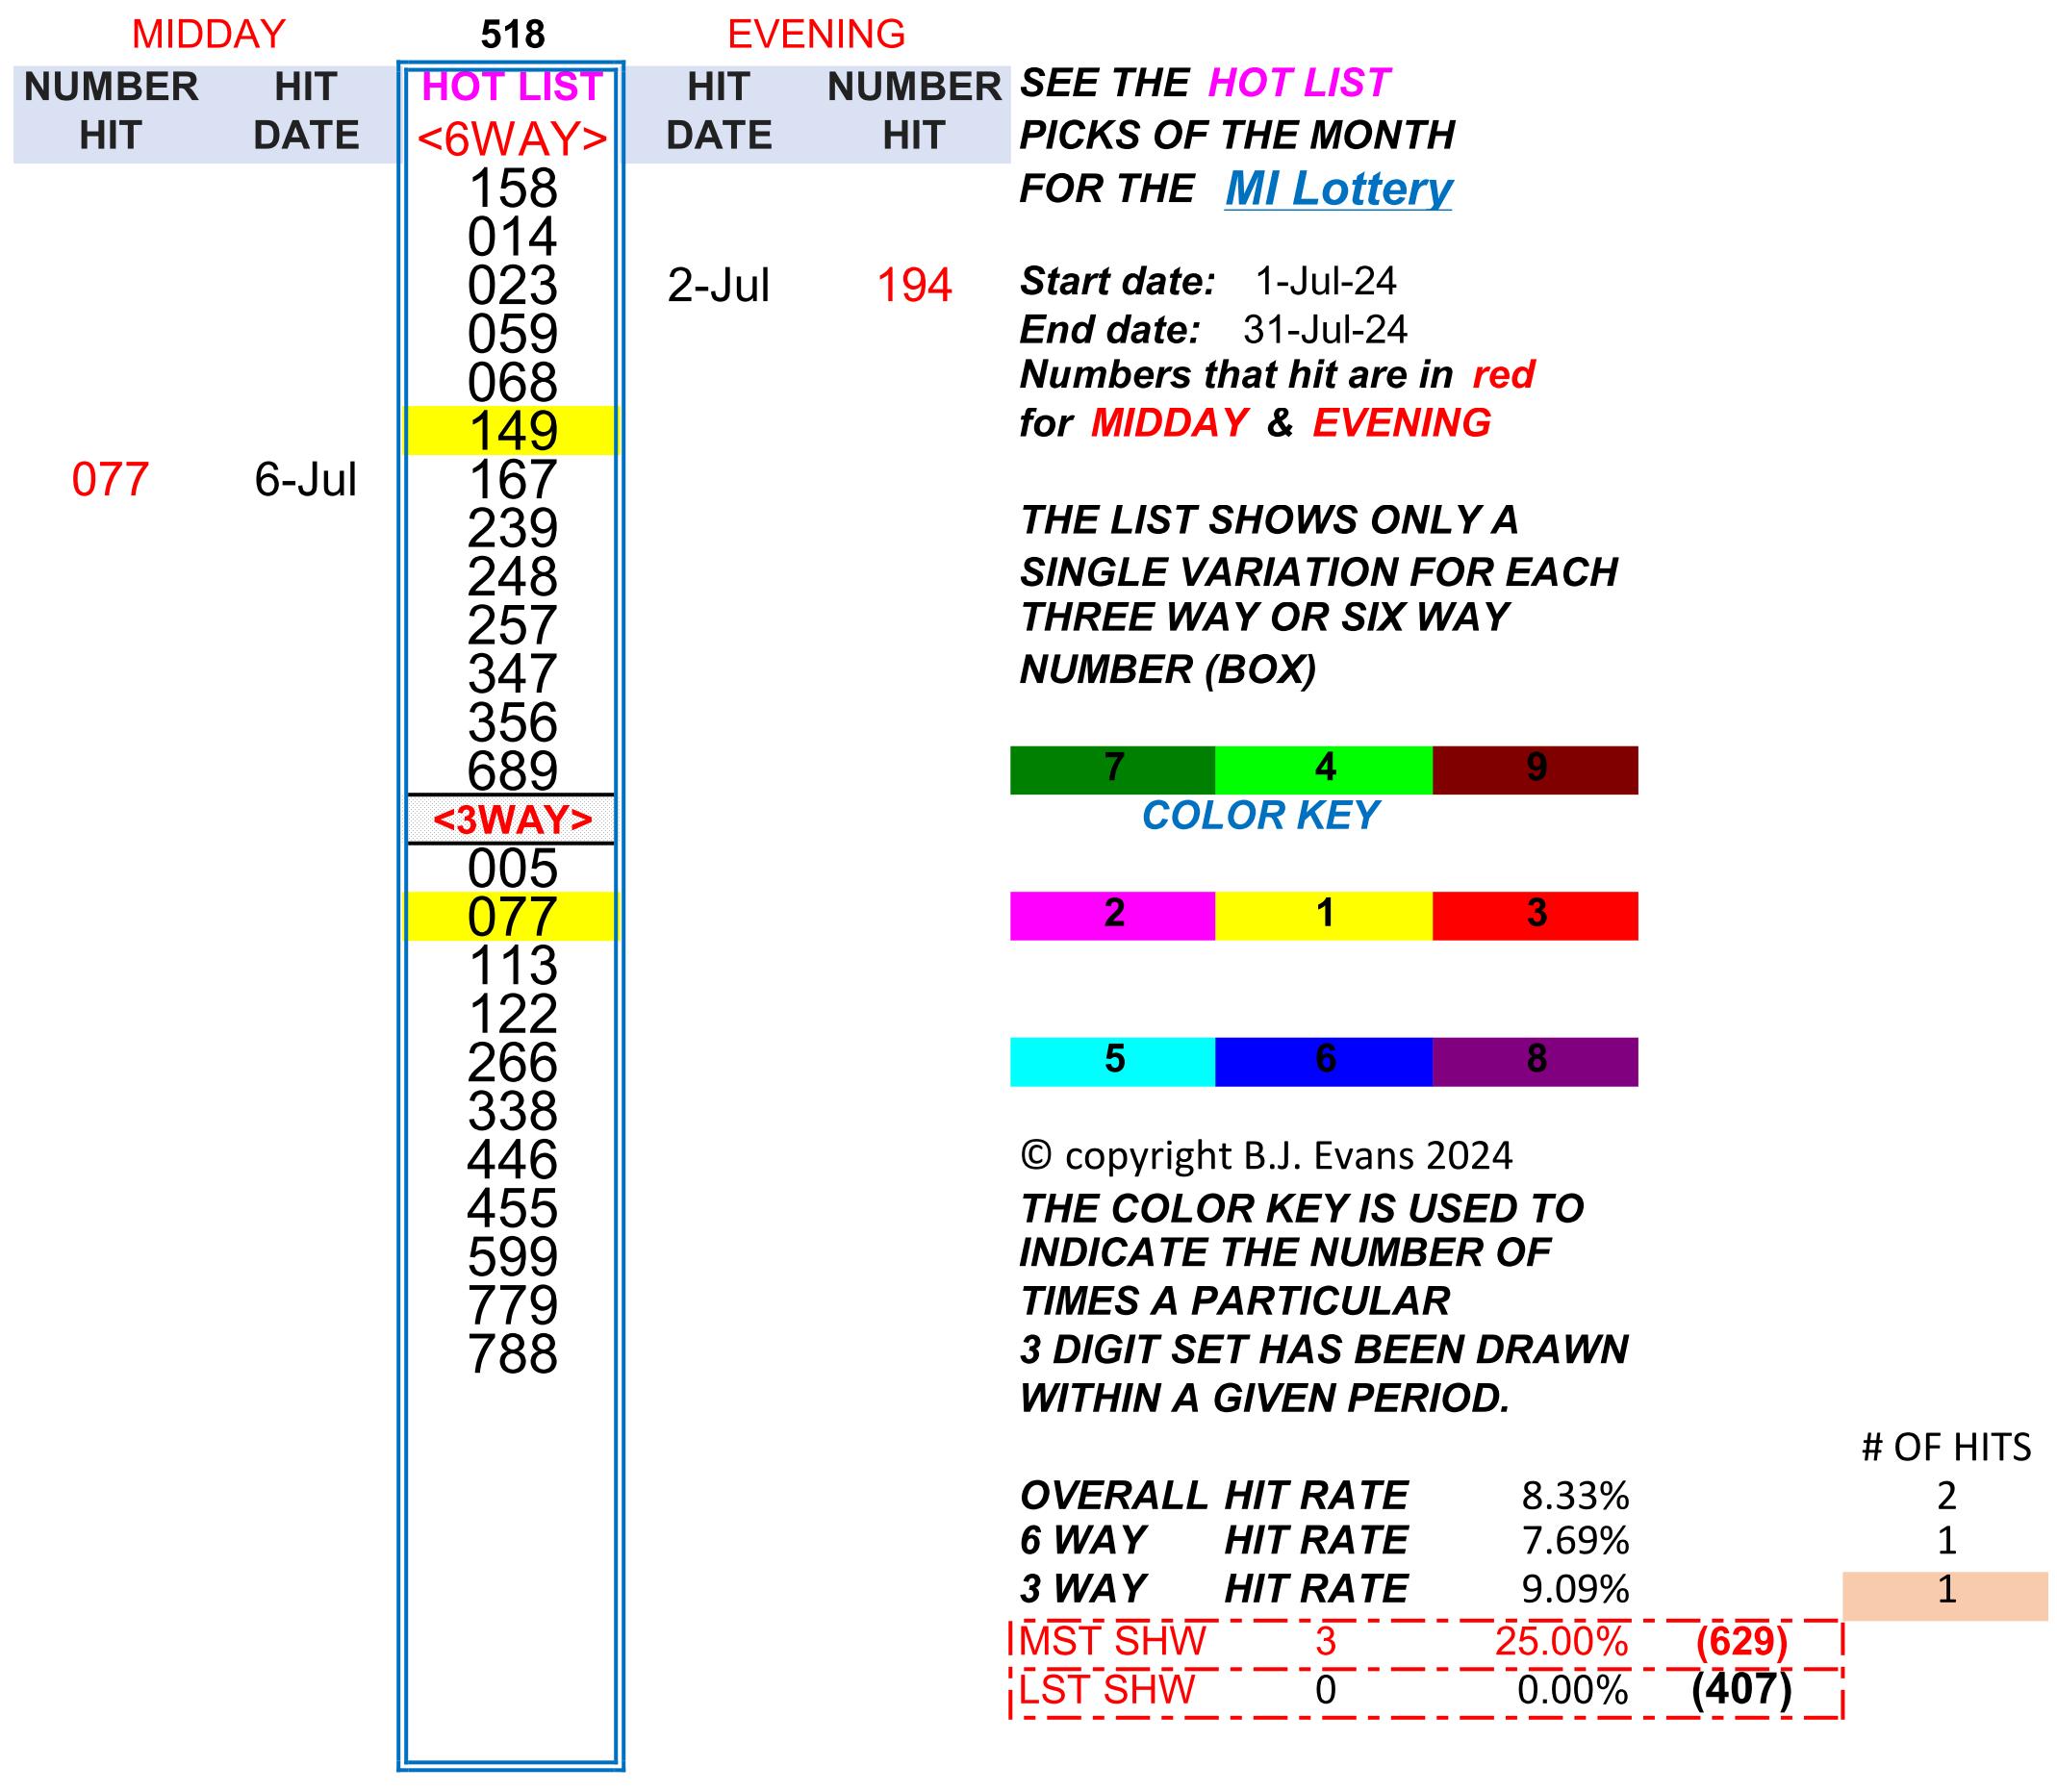 MIDDAY 518 EVENING
NUMBER HIT HOT LIST HIT NUMBER
HIT DATE <6WAY> DATE HIT
158
014
023 2-Jul 194
059
068
149
077 6-Jul 167
239
248
257
347
356
689
<3WAY>
005
077
113
122
266
338
446
455
599
779
788
SEE THE HOT LIST
PICKS OF THE MONTH
FOR THE MI Lottery
Start date: 1-Jul-24
End date: 31-Jul-24
Numbers that hit are in red
for MIDDAY & EVENING
THE LIST SHOWS ONLY A
SINGLE VARIATION FOR EACH
THREE WAY OR SIX WAY
NUMBER (BOX)
7 4 9
COLOR KEY
2 1 3
5 6 8
© copyright B.J. Evans 2024
THE COLOR KEY IS USED TO
INDICATE THE NUMBER OF
TIMES A PARTICULAR
3 DIGIT SET HAS BEEN DRAWN
WITHIN A GIVEN PERIOD.
# OF HITS
OVERALL HIT RATE 8.33% 2
6 WAY HIT RATE 7.69% 1
3 WAY HIT RATE 9.09% 1
MST SHW 3 25.00% (629)
LST SHW 0 0.00% (407)